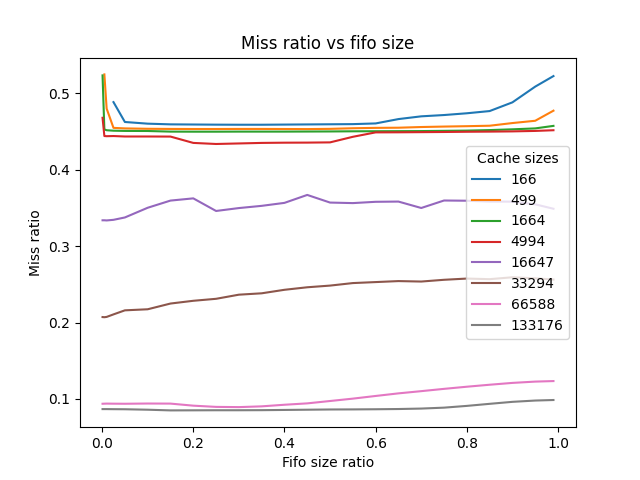 Miss ratio vs fifo size
Miss ratio
0.5
0.4
0.3
0.2
0.1
Cache sizes
166
499
1664
4994
16647
33294
66588
133176
0.0 0.2 0.4 0.6 0.8 1.0
Fifo size ratio